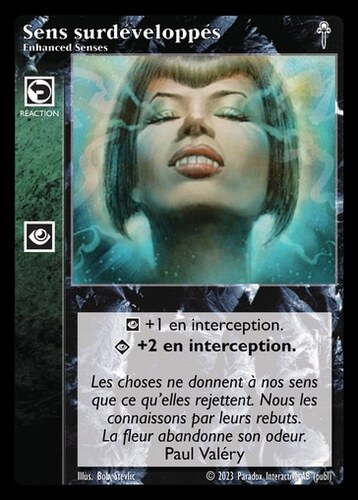 Sens surdéveloppés
Enhanced Senses
RÉACTION
+1 en interception.
+2 en interception.
Les choses ne donnent à nos sens
que ce qu'elles rejettent. Nous les
connaissons par leurs rebuts.
La fleur abandonne son odeur.
Paul Valéry
Illus. Bob Stevlic © 2023 Paradox Interactive AB (publ)